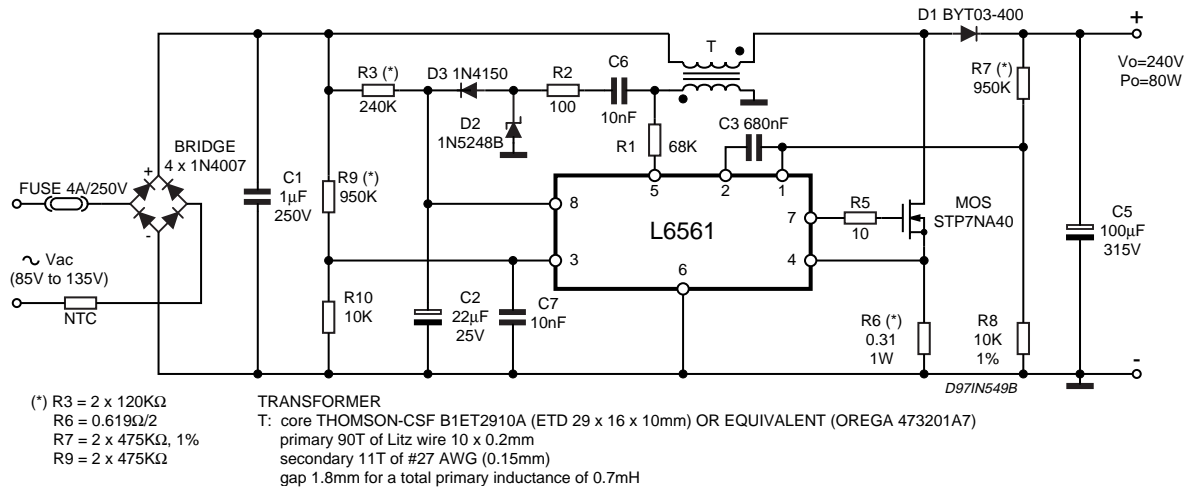 D1 BYT03-400
+
T
Vo=240V
Po=80W
R3 (*)
240K
D3 1N4150
R2
100
C6
10nF
R7 (*)
950K
D2
1N5248B
R1
68K
C3 680nF
BRIDGE
4 x 1N4007
+
-
FUSE 4A/250V
C1
1µF
250V
R9 (*)
950K
5
2
1
8
3
L6561
7
4
6
R5
10
MOS
STP7NA40
C5
100µF
315V
Vac
(85V to 135V)
NTC
R10
10K
C2
22µF
25V
C7
10nF
R6 (*)
0.31
1W
R8
10K
1%
-
D97IN549B
(*) R3 = 2 x 120KΩ
R6 = 0.619Ω/2
R7 = 2 x 475KΩ, 1%
R9 = 2 x 475KΩ
TRANSFORMER
T: core THOMSON-CSF B1ET2910A (ETD 29 x 16 x 10mm) OR EQUIVALENT (OREGA 473201A7)
primary 90T of Litz wire 10 x 0.2mm
secondary 11T of #27 AWG (0.15mm)
gap 1.8mm for a total primary inductance of 0.7mH